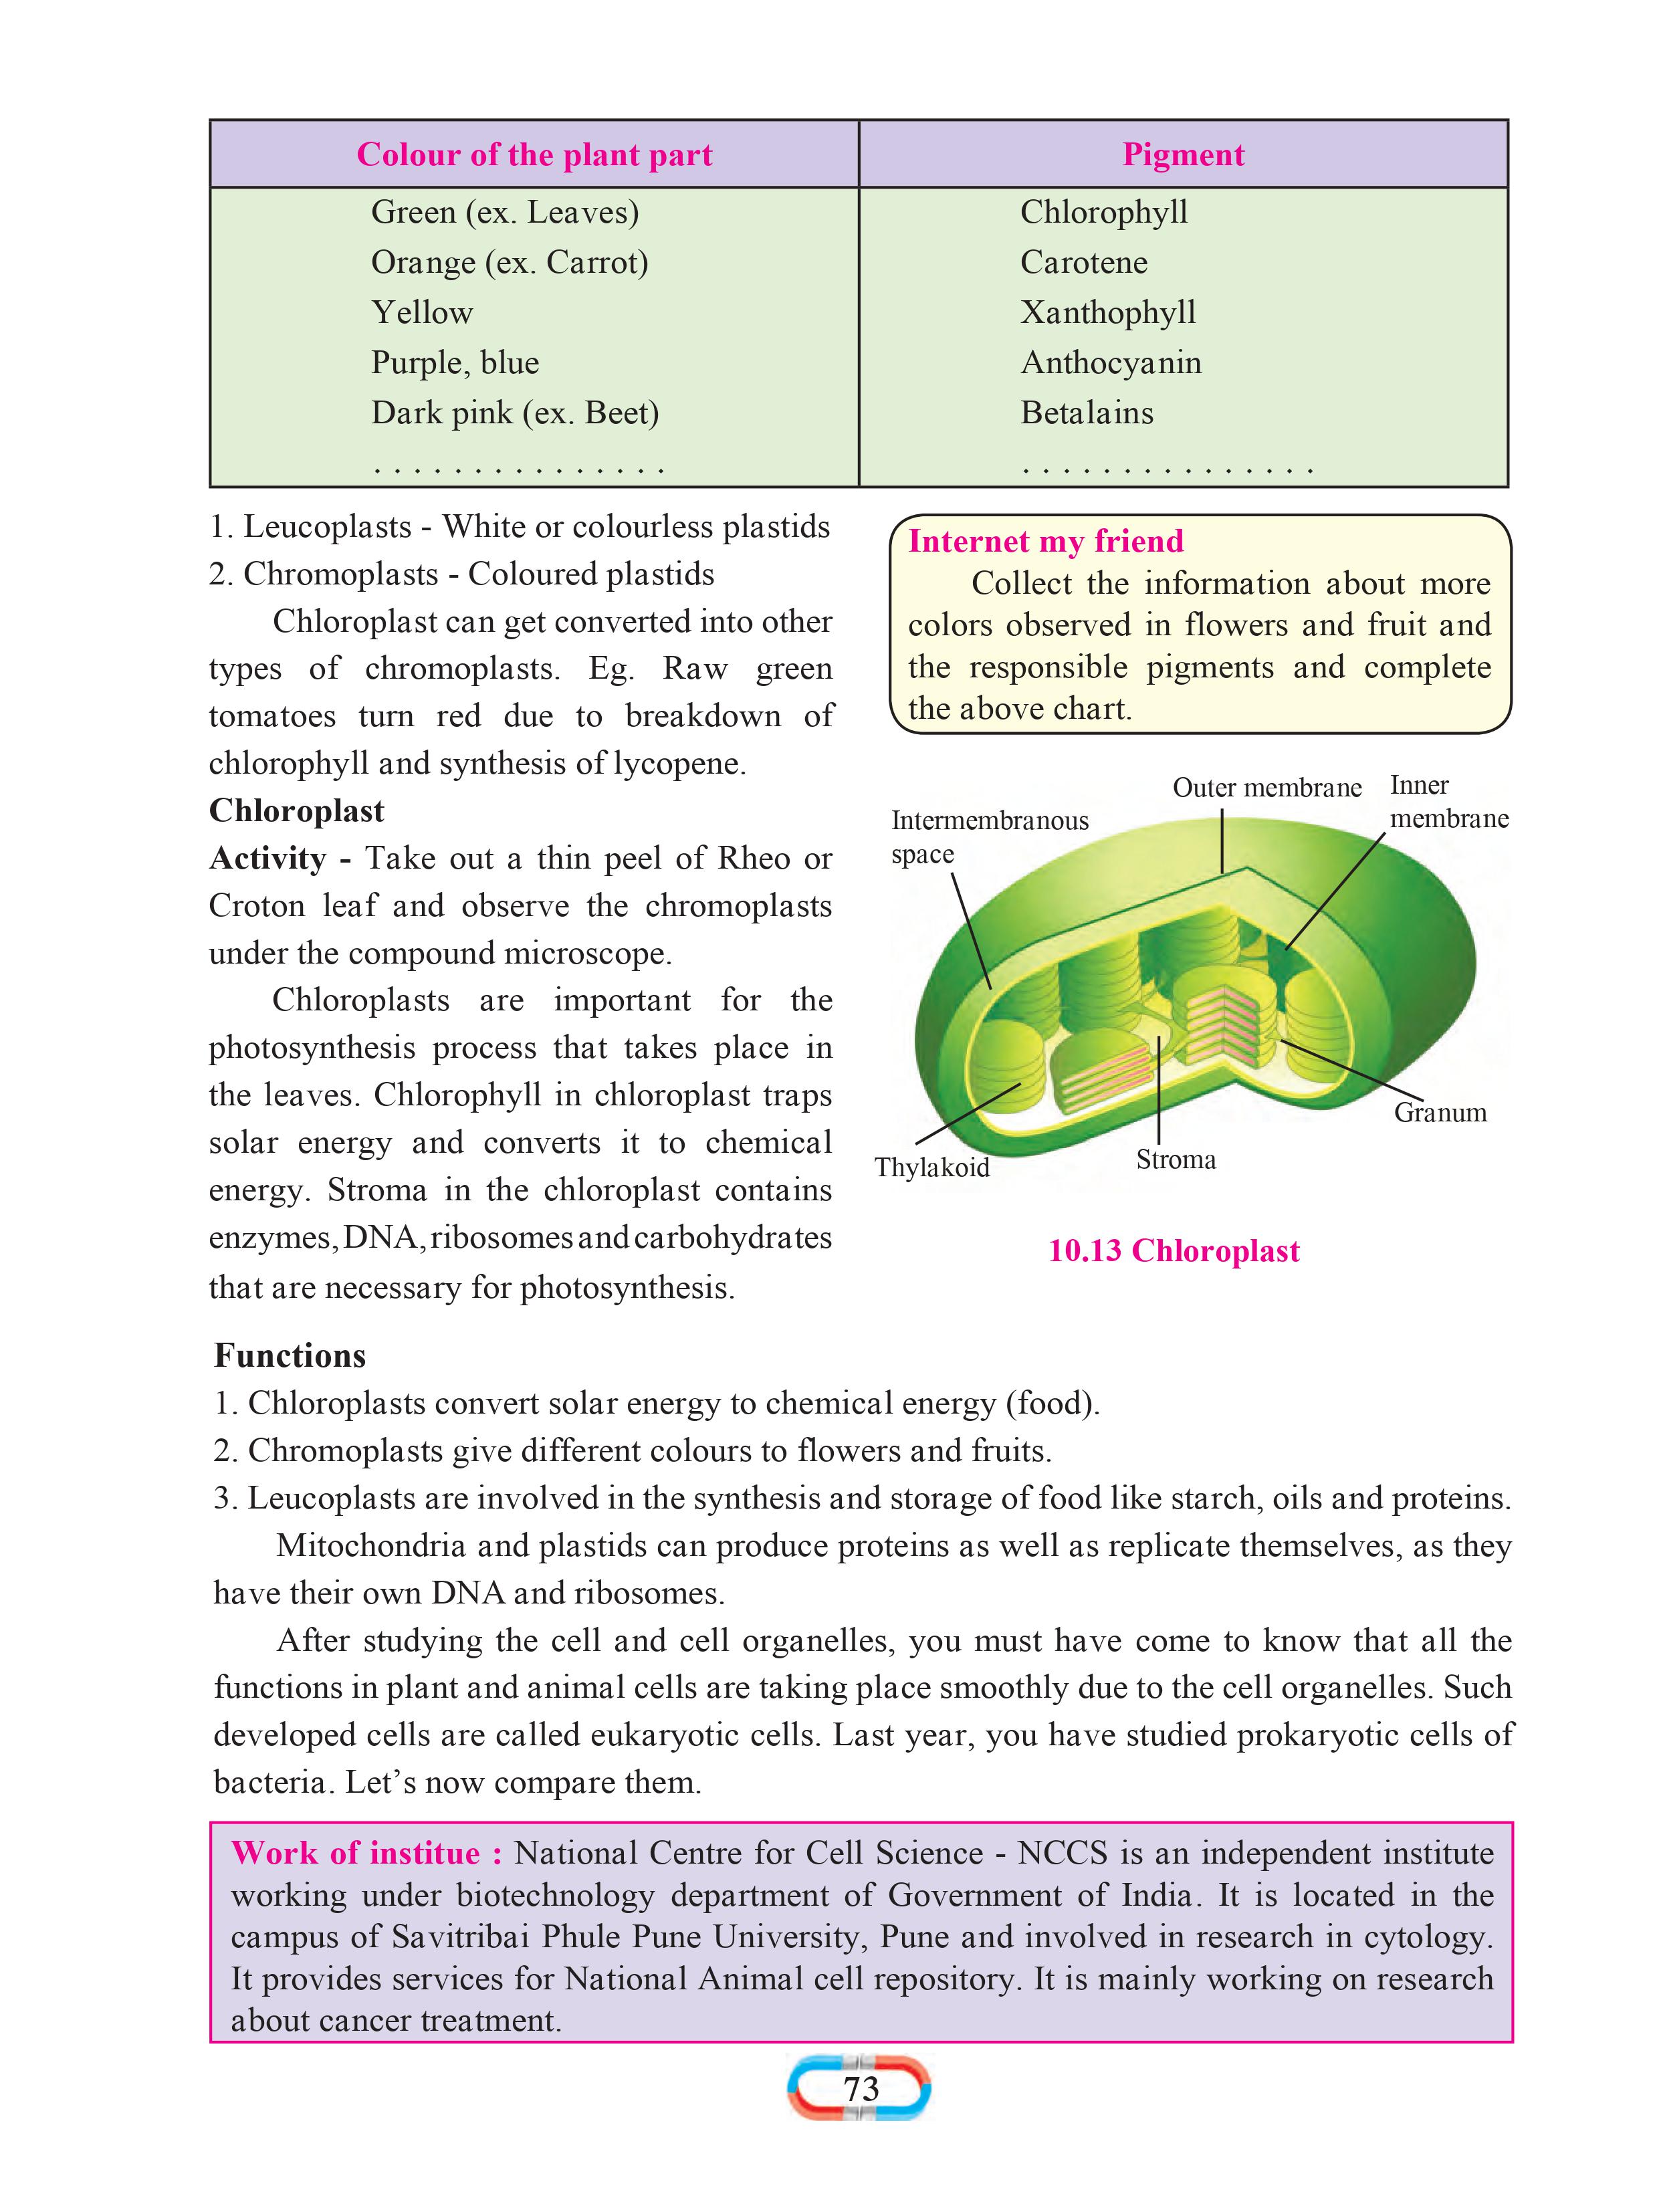 Colour of the plant part
Pigment
Green (ex. Leaves)
Chlorophyll
Orange (ex. Carrot)
Carotene
Yellow
Xanthophyll
Purple, blue
Anthocyanin
Dark pink (ex. Beet)
Betalains
. . . . . . . . . . . . . . .
. . . . . . . . . . . . . . .
1. Leucoplasts - White or colourless plastids
2. Chromoplasts - Coloured plastids
Chloroplast can get converted into other
types of chromoplasts. Eg. Raw green
tomatoes turn red due to breakdown of
chlorophyll and synthesis of lycopene.
Chloroplast
Activity - Take out a thin peel of Rheo or
Croton leaf and observe the chromoplasts
under the compound microscope.
Chloroplasts are important for the
photosynthesis process that takes place in
the leaves. Chlorophyll in chloroplast traps
solar energy and converts it to chemical
energy. Stroma in the chloroplast contains
enzymes, DNA, ribosomes and carbohydrates
that are necessary for photosynthesis.
Internet my friend
Collect the information about more
colors observed in flowers and fruit and
the responsible pigments and complete
the above chart.
Outer membrane
Inner
membrane
Intermembranous
space
Granum
Stroma
Thylakoid
10.13 Chloroplast
Functions
1. Chloroplasts convert solar energy to chemical energy (food).
2. Chromoplasts give different colours to flowers and fruits.
3. Leucoplasts are involved in the synthesis and storage of food like starch, oils and proteins.
Mitochondria and plastids can produce proteins as well as replicate themselves, as they
have their own DNA and ribosomes.
After studying the cell and cell organelles, you must have come to know that all the
functions in plant and animal cells are taking place smoothly due to the cell organelles. Such
developed cells are called eukaryotic cells. Last year, you have studied prokaryotic cells of
bacteria. Let's now compare them.
Work of institue : National Centre for Cell Science - NCCS is an independent institute
working under biotechnology department of Government of India. It is located in the
campus of Savitribai Phule Pune University, Pune and involved in research in cytology.
It provides services for National Animal cell repository. It is mainly working on research
about cancer treatment.
73